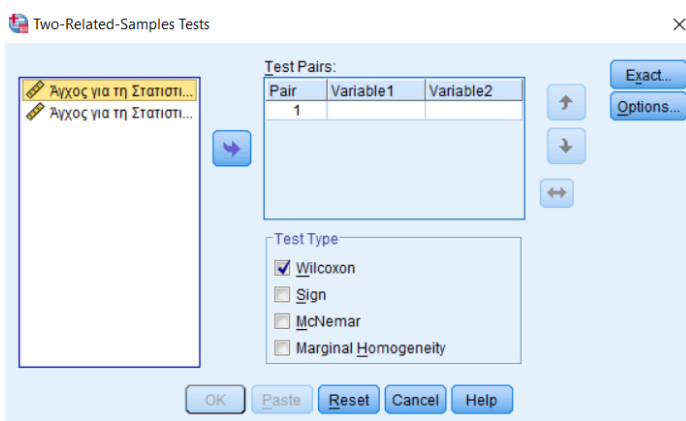 Two-Related-Samples Tests
Άγχος για τη Στατιστι...
Άγχος για τη Στατιστι...
Test Pairs:
Pair Variable1 Variable2
1
Exact...
Options...
Test Type
Wilcoxon
Sign
McNemar
Marginal Homogeneity
OK Paste Reset Cancel Help